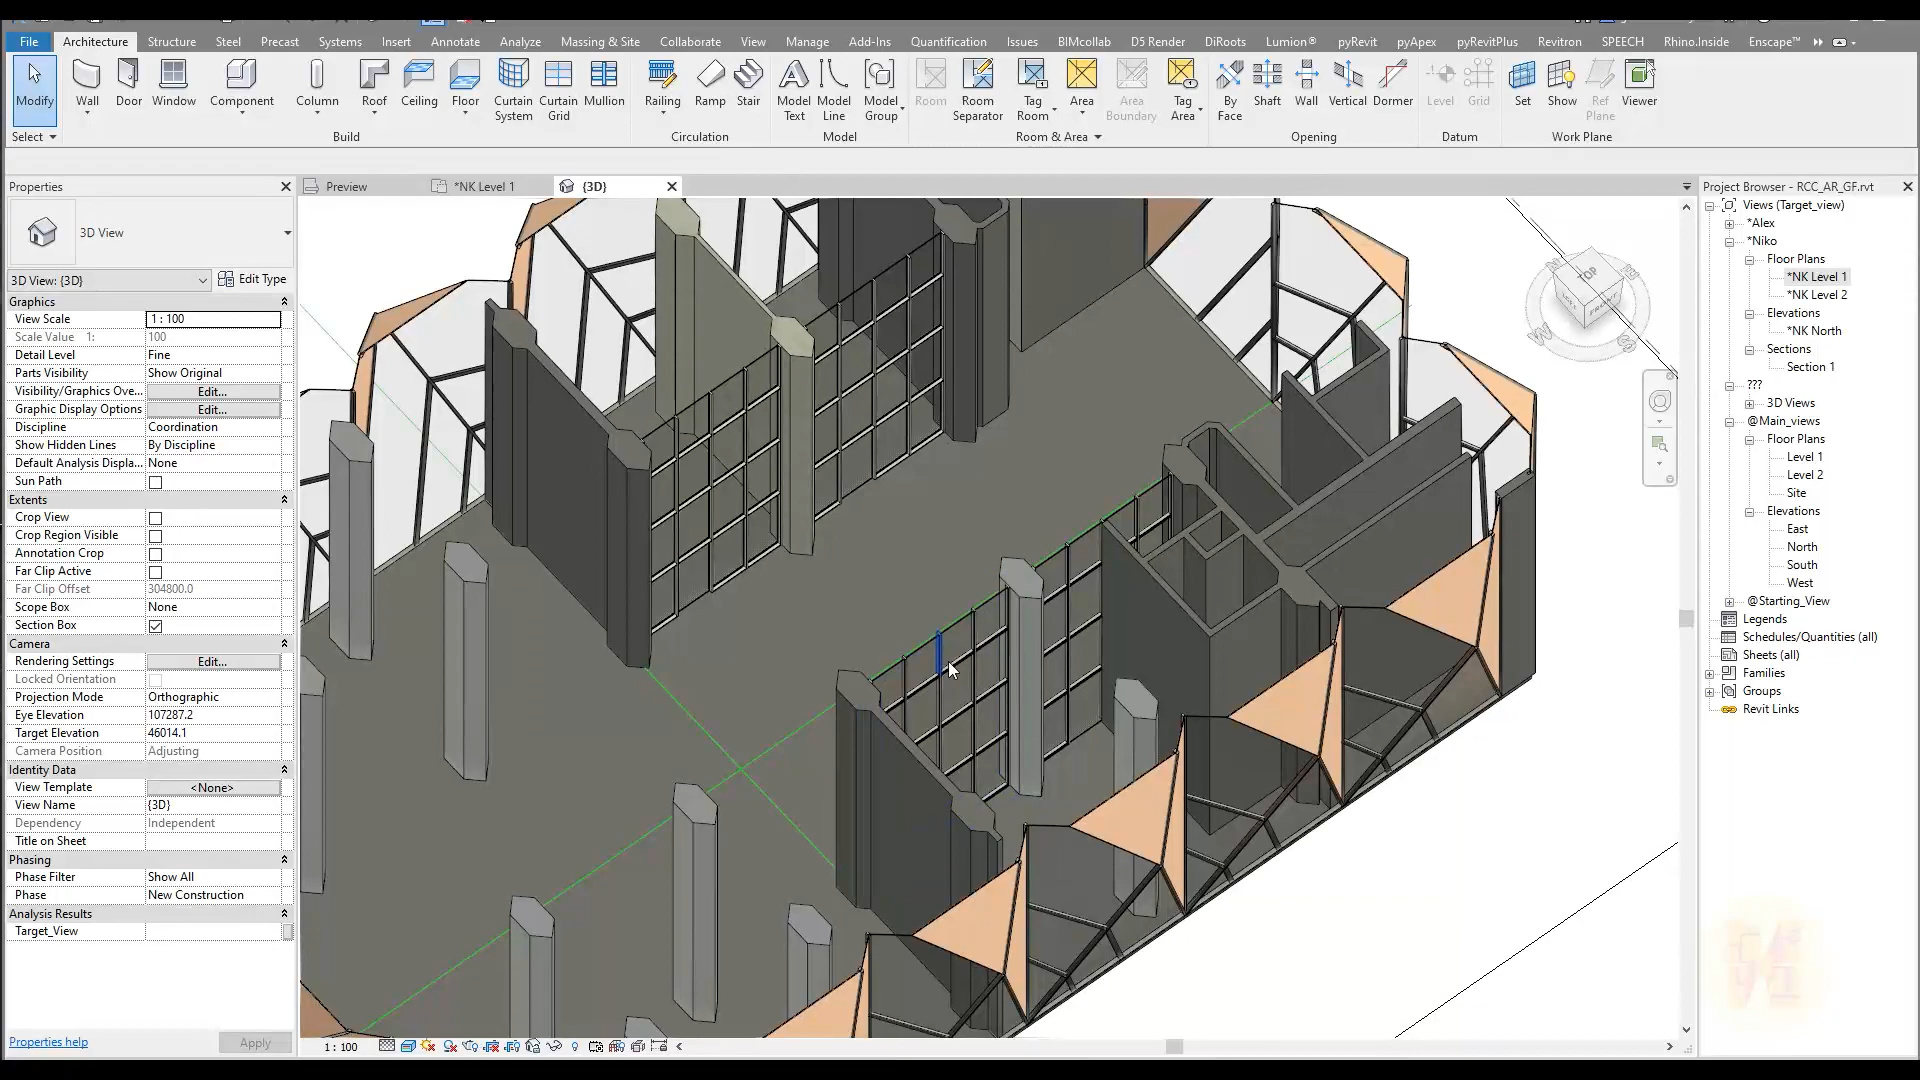 File Architecture Structure Steel Precast Systems Insert Annotate Analyze Massing & Site Collaborate View Manage Add-Ins Quantification Issues BIMcollab D5 Render DiRoots Lumion® pyRevit pyApex pyRevitPlus Revitron SPEECH Rhino.Inside Enscape™
Modify Wall Door Window Component Column Roof Ceiling Floor Curtain System Curtain Grid Mullion Railing Ramp Stair Model Text Model Line Model Group Room Room Separator Tag Room Area Area Boundary Tag Area By Face Shaft Wall Vertical Dormer Level Grid Set Show Ref Plane Viewer
Select Build Circulation Model Room & Area Opening Datum Work Plane
Properties
Preview *NK Level 1 {3D}
3D View
3D View: {3D} Edit Type
Graphics
View Scale 1 : 100
Scale Value 1: 100
Detail Level Fine
Parts Visibility Show Original
Visibility/Graphics Ove... Edit...
Graphic Display Options Edit...
Discipline Coordination
Show Hidden Lines By Discipline
Default Analysis Displa... None
Sun Path
Extents
Crop View
Crop Region Visible
Annotation Crop
Far Clip Active
Far Clip Offset 304800.0
Scope Box None
Section Box
Camera
Rendering Settings Edit...
Locked Orientation
Projection Mode Orthographic
Eye Elevation 107287.2
Target Elevation 46014.1
Camera Position Adjusting
Identity Data
View Template <None>
View Name {3D}
Dependency Independent
Title on Sheet
Phasing
Phase Filter Show All
Phase New Construction
Analysis Results
Target_View
Properties help Apply
1 : 100
TOP
LEFT FRONT
W S
Project Browser - RCC_AR_GF.rvt
Views (Target_view)
*Alex
*Niko
Floor Plans
*NK Level 1
*NK Level 2
Elevations
*NK North
Sections
Section 1
???
3D Views
@Main_views
Floor Plans
Level 1
Level 2
Site
Elevations
East
North
South
West
@Starting_View
Legends
Schedules/Quantities (all)
Sheets (all)
Families
Groups
Revit Links